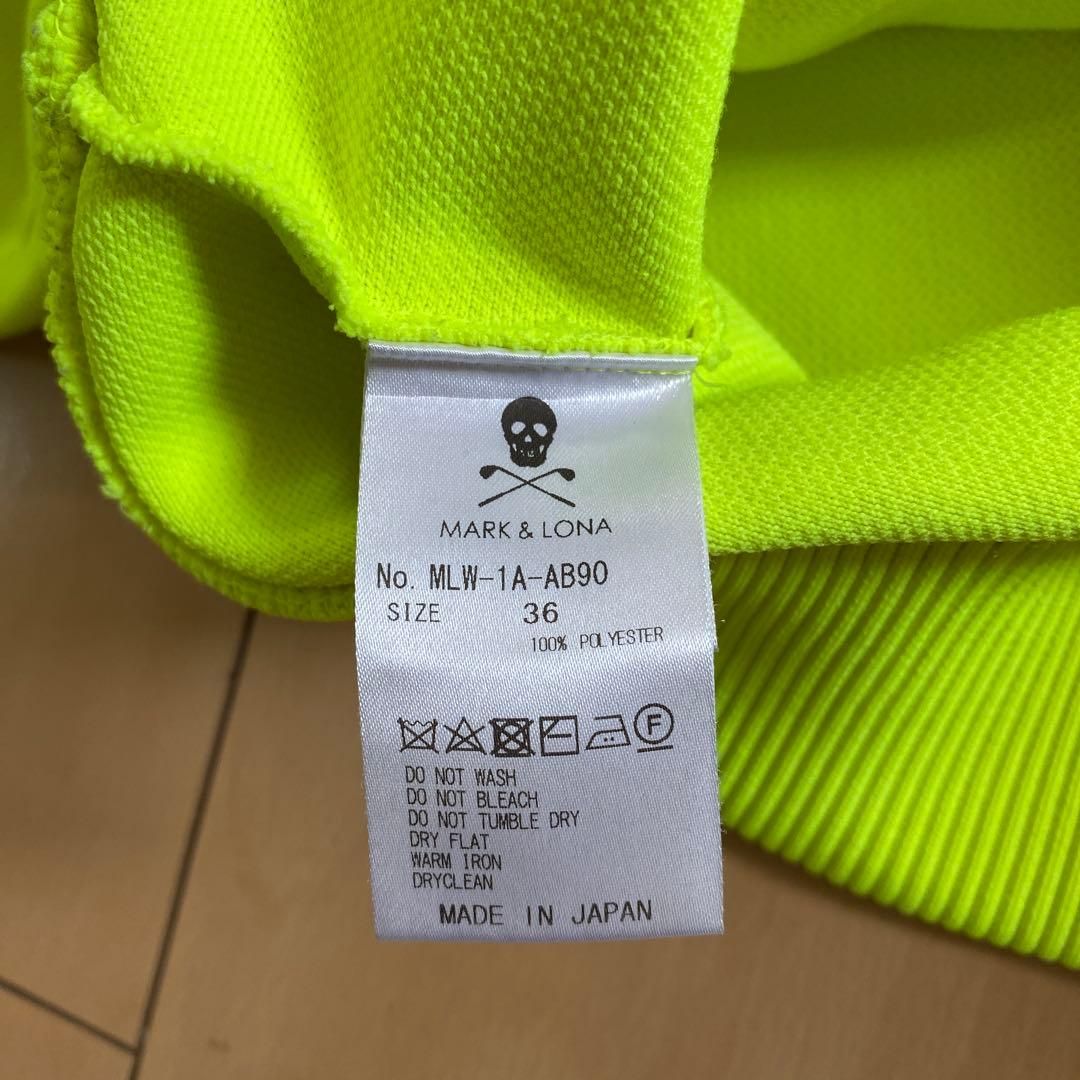 MARK & LONA
No. MLW-1A-AB90
SIZE 36
100% POLYESTER
F
DO NOT WASH
DO NOT BLEACH
DO NOT TUMBLE DRY
DRY FLAT
WARM IRON
DRYCLEAN
MADE IN JAPAN